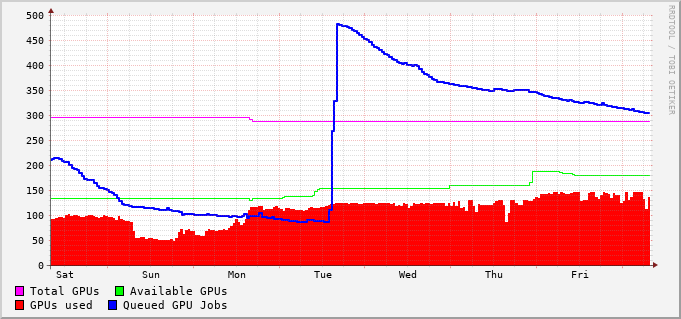 500
450
400
350
300
250
200
150
100
50
0
Sat Sun Mon Tue Wed Thu Fri
Total GPUs Available GPUs
GPUs used Queued GPU Jobs
RRDTOOL / TOBI OETIKER